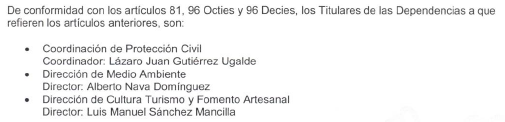 De conformidad con los artículos 81, 96 Octies y 96 Decies, los Titulares de las Dependencias a que
refieren los artículos anteriores, son:
• Coordinación de Protección Civil
Coordinador: Lázaro Juan Gutiérrez Ugalde
• Dirección de Medio Ambiente
Director: Alberto Nava Domínguez
• Dirección de Cultura Turismo y Fomento Artesanal
Director: Luis Manuel Sánchez Mancilla